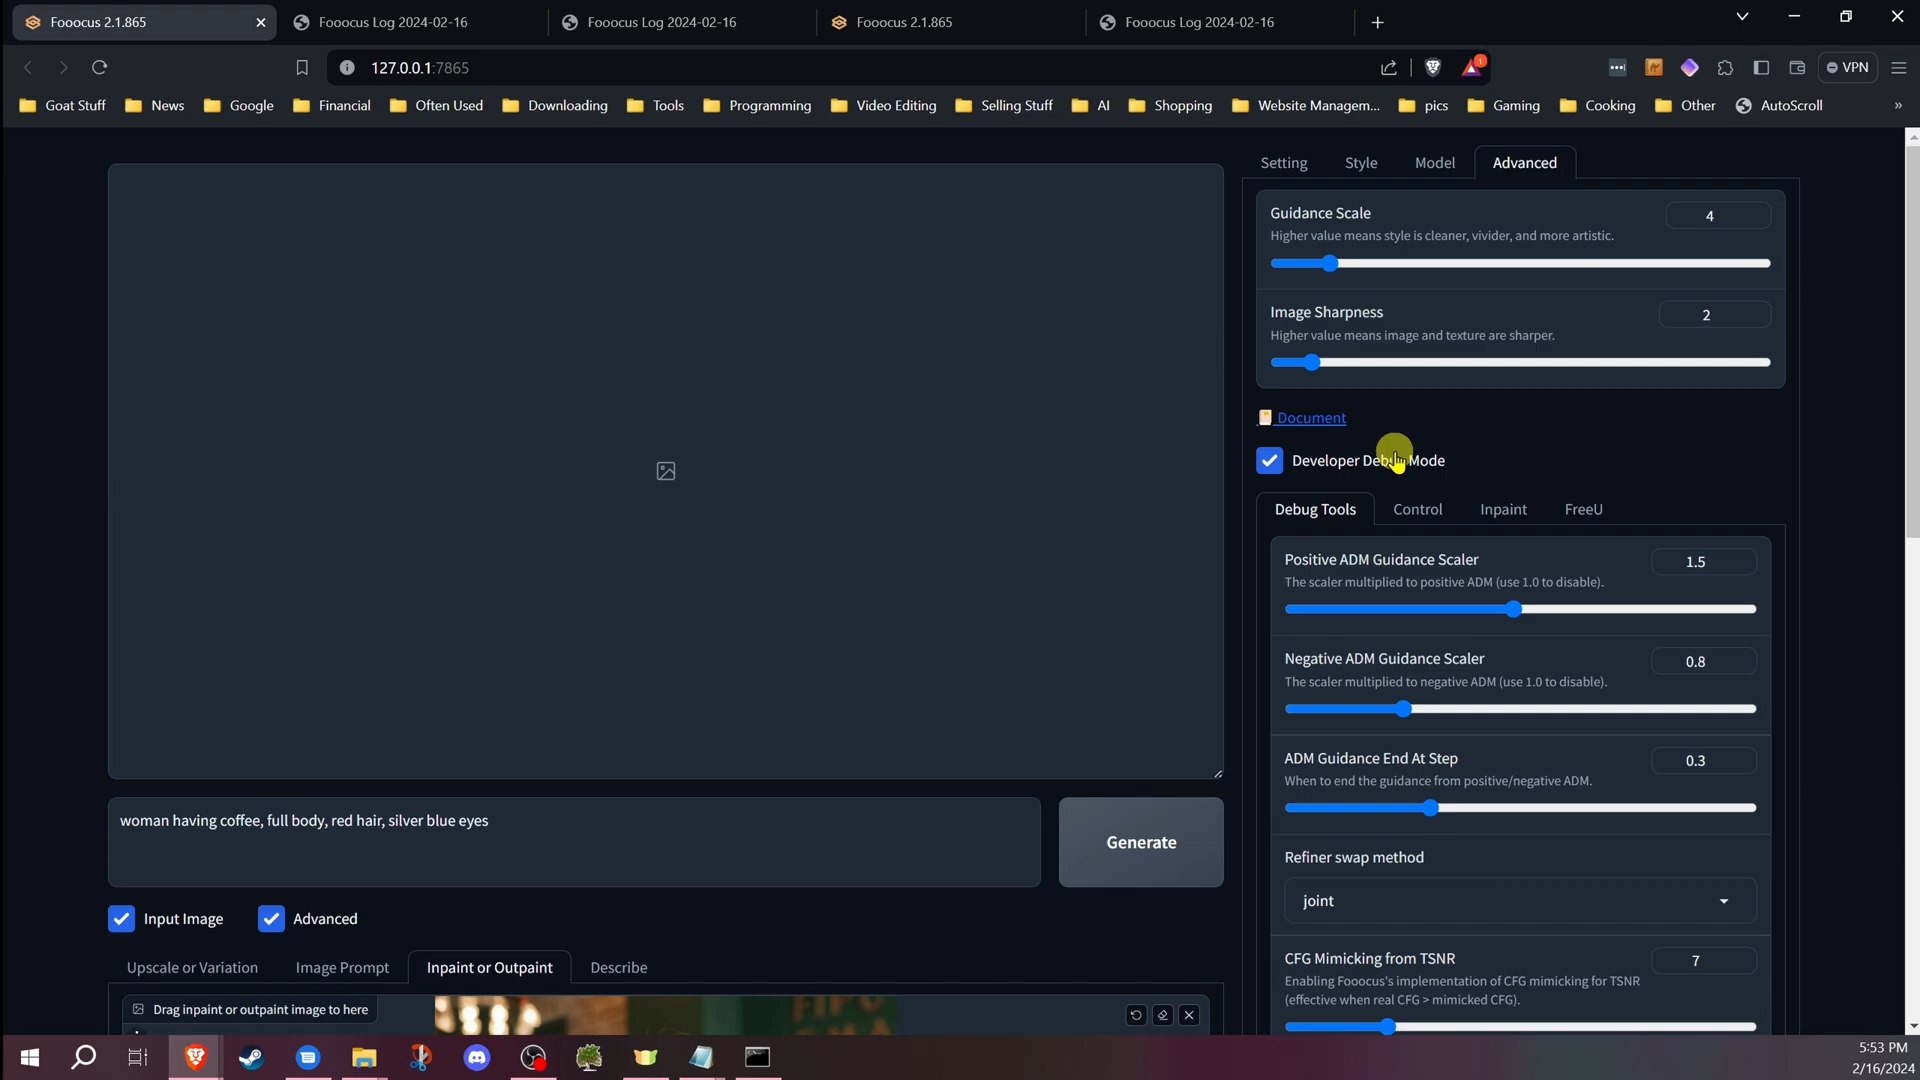 Fooocus 2.1.865
Fooocus Log 2024-02-16
Fooocus Log 2024-02-16
Fooocus 2.1.865
Fooocus Log 2024-02-16
127.0.0.1:7865
1
VPN
Goat Stuff
News
Google
Financial
Often Used
Downloading
Tools
Programming
Video Editing
Selling Stuff
AI
Shopping
Website Managem...
pics
Gaming
Cooking
Other
AutoScroll
»
Setting
Style
Model
Advanced
Guidance Scale
4
Higher value means style is cleaner, vivider, and more artistic.
Image Sharpness
2
Higher value means image and texture are sharper.
Document
Developer Debug Mode
Debug Tools
Control
Inpaint
FreeU
Positive ADM Guidance Scaler
1.5
The scaler multiplied to positive ADM (use 1.0 to disable).
Negative ADM Guidance Scaler
0.8
The scaler multiplied to negative ADM (use 1.0 to disable).
ADM Guidance End At Step
0.3
When to end the guidance from positive/negative ADM.
Refiner swap method
joint
CFG Mimicking from TSNR
7
Enabling Fooocus's implementation of CFG mimicking for TSNR
(effective when real CFG > mimicked CFG).
woman having coffee, full body, red hair, silver blue eyes
Generate
Input Image
Advanced
Upscale or Variation
Image Prompt
Inpaint or Outpaint
Describe
Drag inpaint or outpaint image to here
5:53 PM
2/16/2024